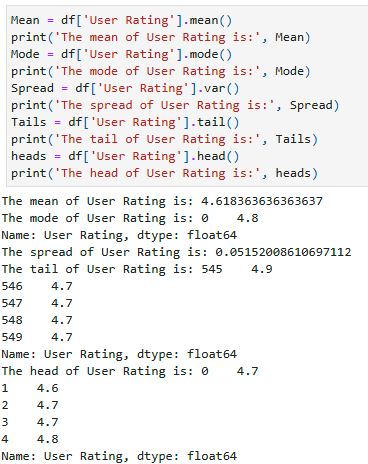 Mean = df['User Rating'].mean()
print('The mean of User Rating is:', Mean)
Mode = df['User Rating'].mode()
print('The mode of User Rating is:', Mode)
Spread = df['User Rating'].var()
print('The spread of User Rating is:', Spread)
Tails = df['User Rating'].tail()
print('The tail of User Rating is:', Tails)
heads = df['User Rating'].head()
print('The head of User Rating is:', heads)
The mean of User Rating is: 4.618363636363637
The mode of User Rating is: 0    4.8
Name: User Rating, dtype: float64
The spread of User Rating is: 0.05152008610697112
The tail of User Rating is: 545    4.9
546    4.7
547    4.7
548    4.7
549    4.7
Name: User Rating, dtype: float64
The head of User Rating is: 0    4.7
1    4.6
2    4.7
3    4.7
4    4.8
Name: User Rating, dtype: float64